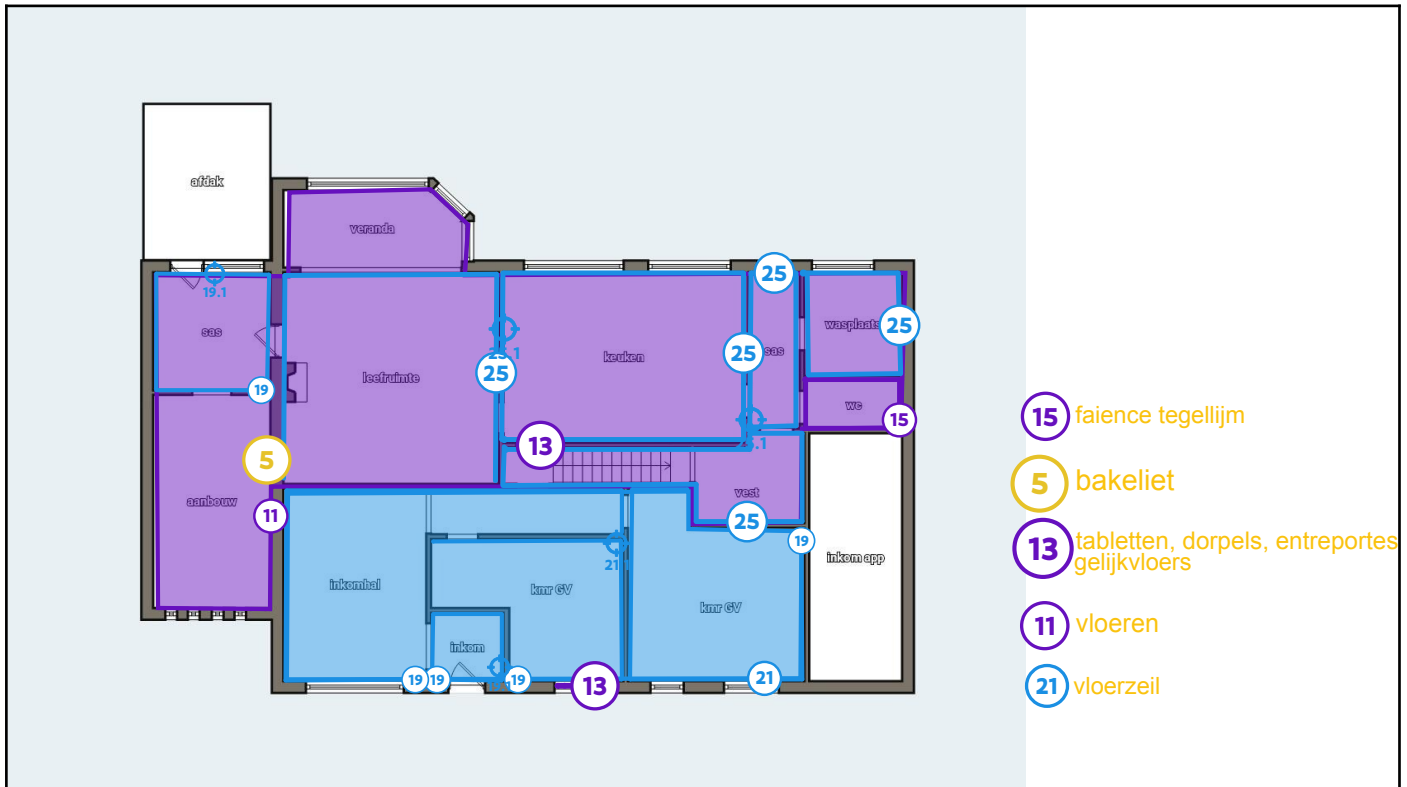 afdak
veranda
19.1
sas
leefruimte
25
keuken
25
25
sas
wasplaats
25
19
wc
15
5
13
aanbouw
11
vest
25
19
inkomhal
kmr GV
kmr GV
inkom app
inkom
19
19
19
13
21
15 faience tegellijm
5 bakeliet
13 tabletten, dorpels, entreportes
gelijkvloers
11 vloeren
21 vloerzeil